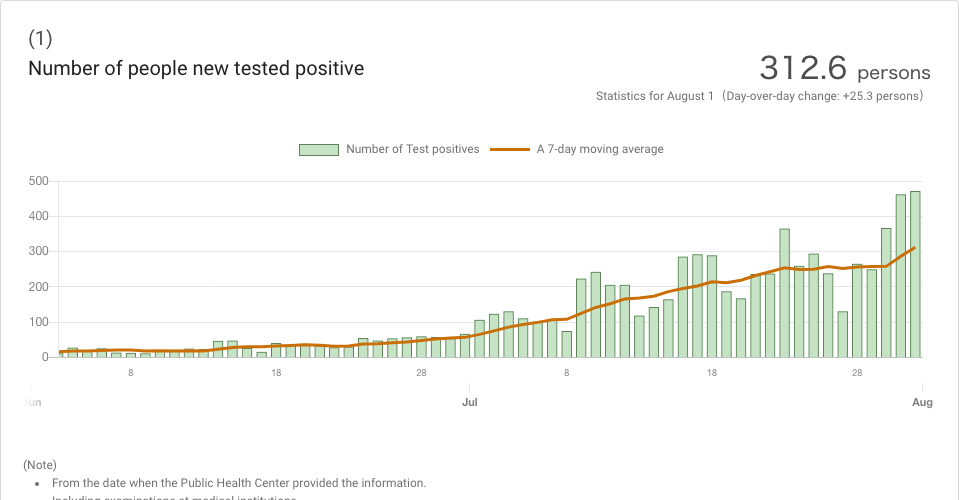 (1)
Number of people new tested positive
312.6 persons
Statistics for August 1 (Day-over-day change: +25.3 persons)
Number of Test positives
A 7-day moving average
500
400
300
200
100
0
8
18
28
8
18
28
Jul
Aug
(Note)
• From the date when the Public Health Center provided the information.
Including examinations at medical institutions